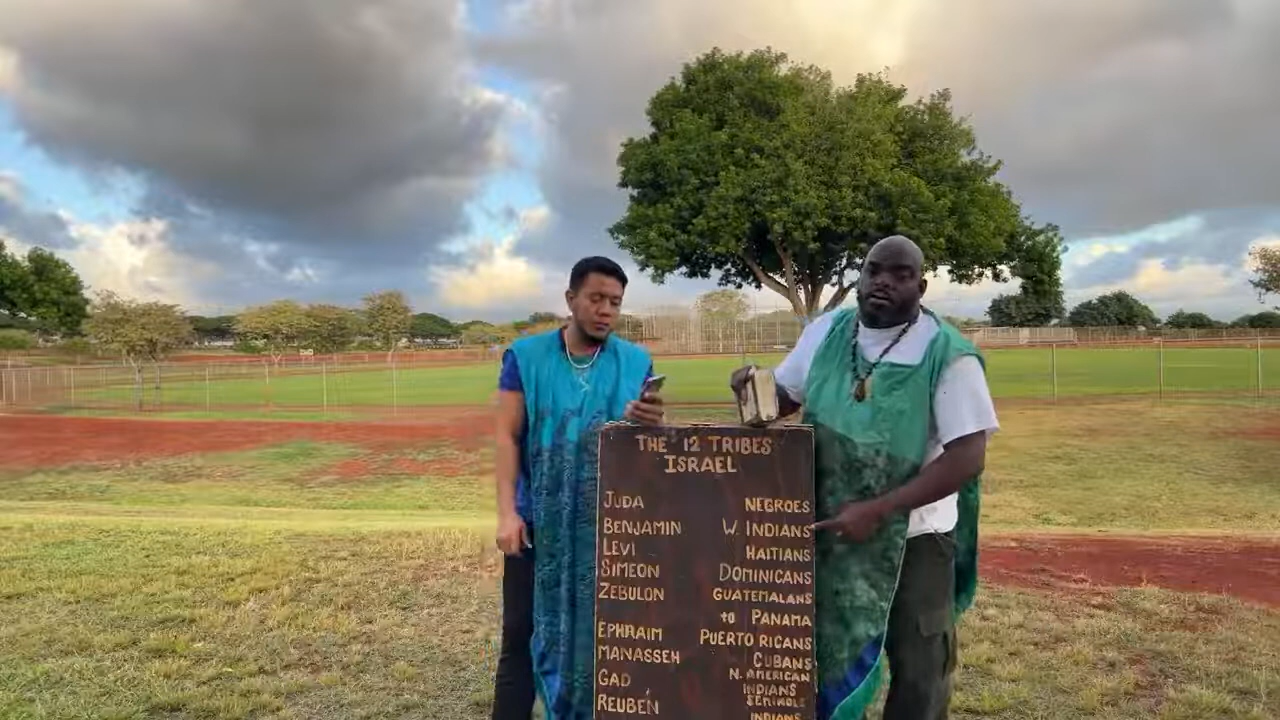 THE 12 TRIBES
ISRAEL
JUDA NEGROES
BENJAMIN W. INDIANS
LEVI HAITIANS
SIMEON DOMINICANS
ZEBULON GUATEMALANS
to PANAMA
EPHRAIM PUERTO RICANS
MANASSEH CUBANS
GAD N. AMERICAN
INDIANS
REUBEN SEMINOLE
INDIANS